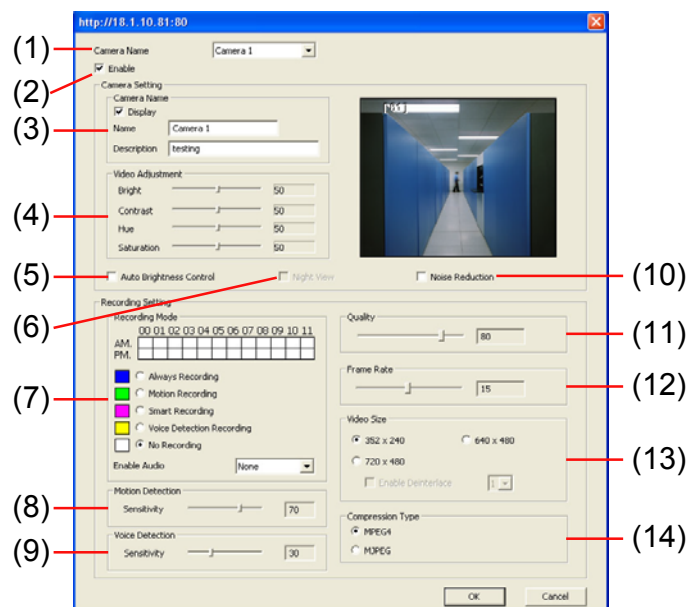 http://18.1.10.81:80
(1)
Camera Name
Camera 1
(2)
Enable
Camera Setting
(3)
Camera Name
Display
Name
Camera 1
Description
testing
(4)
Video Adjustment
Bright
50
Contrast
50
Hue
50
Saturation
50
(5)
Auto Brightness Control
(6)
Night View
Noise Reduction
(10)
Recording Setting
(7)
Recording Mode
00 01 02 03 04 05 06 07 08 09 10 11
AM.
PM.
Always Recording
Motion Recording
Smart Recording
Voice Detection Recording
No Recording
Enable Audio
None
(8)
Motion Detection
Sensitivity
70
(9)
Voice Detection
Sensitivity
30
Quality
80
(11)
Frame Rate
15
(12)
Video Size
352 x 240
640 x 480
720 x 480
Enable Deinterlace
1
(13)
Compression Type
MPEG4
MJPEG
(14)
OK
Cancel